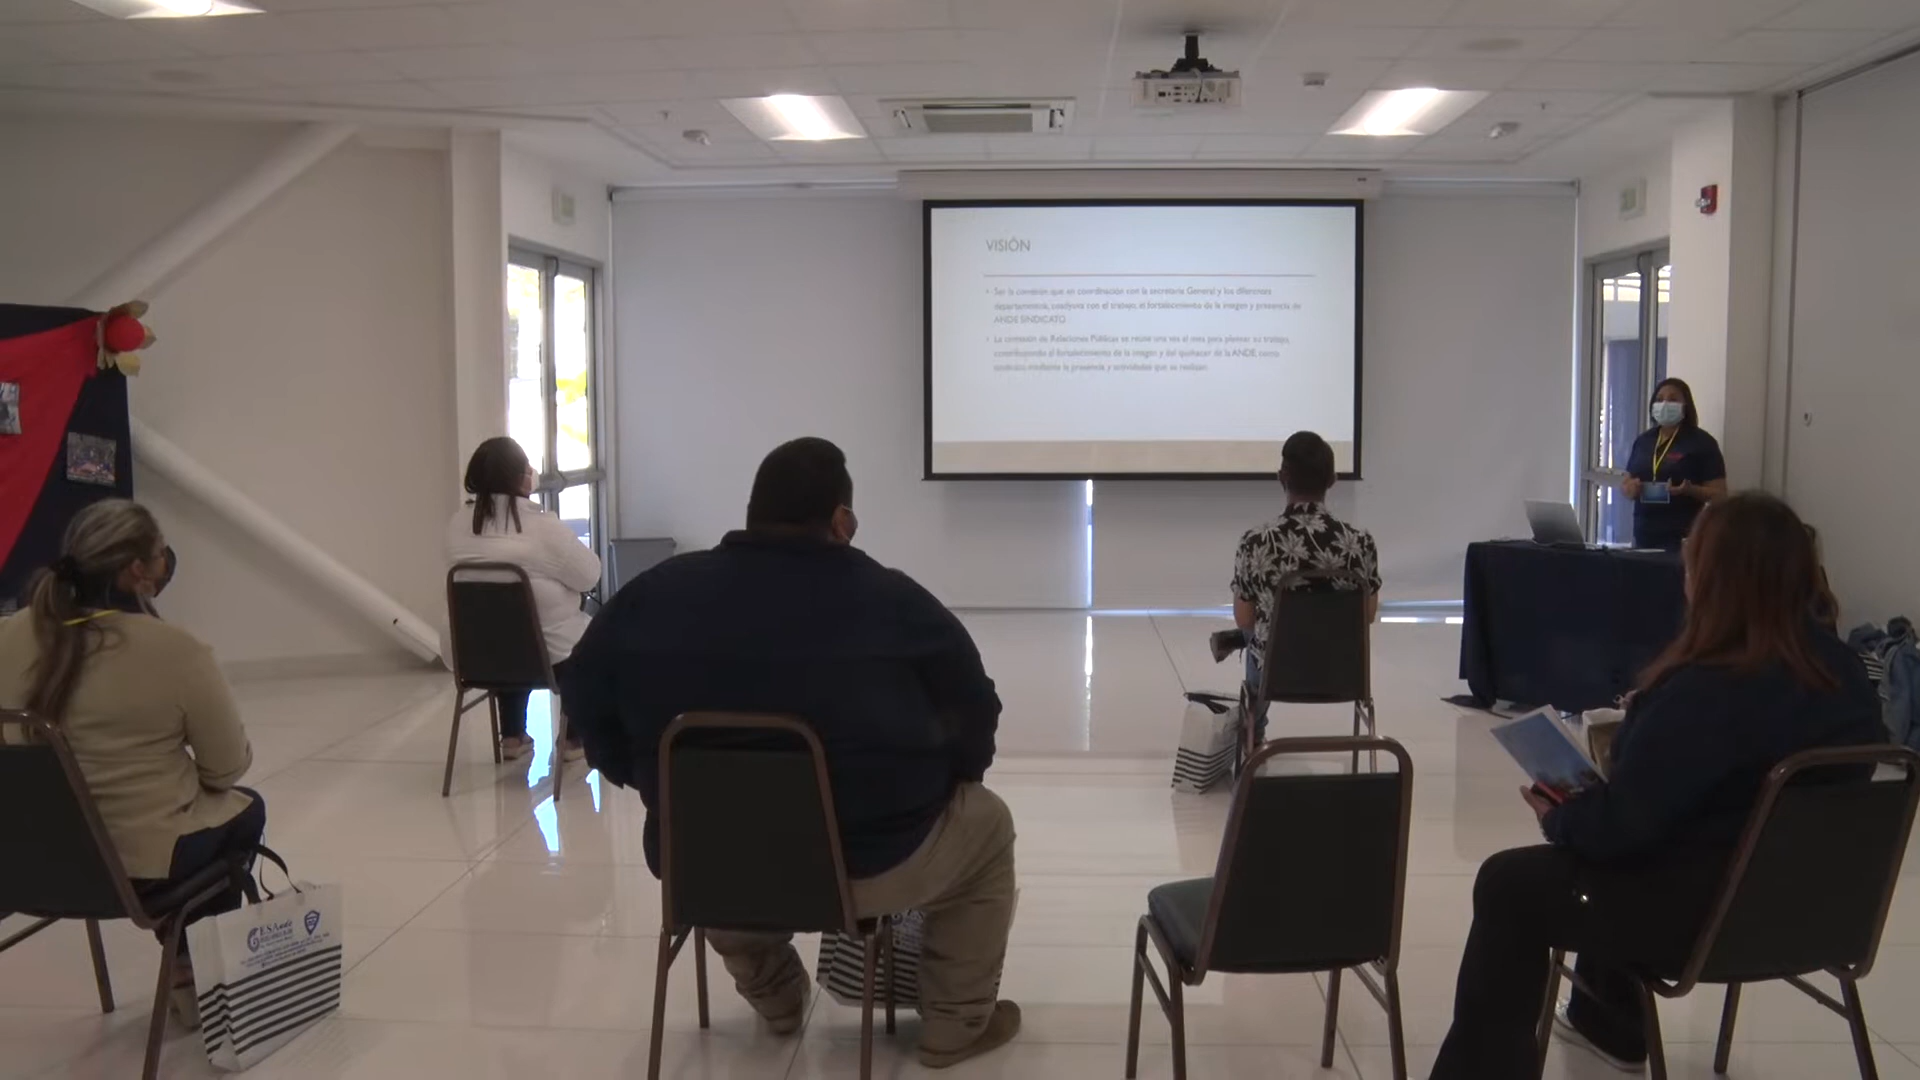 VISIÓN
• Ser la comisión que en coordinación con la secretaria General y los diferentes
departamentos, coadyuva con el trabajo, el fortalecimiento de la imagen y presencia de
ANDE SINDICATO
• La comisión de Relaciones Públicas se reúne una vez al mes para planear su trabajo,
contribuyendo al fortalecimiento de la imagen y del quehacer de la ANDE como
sindicato mediante la presencia y actividades que se realizan.